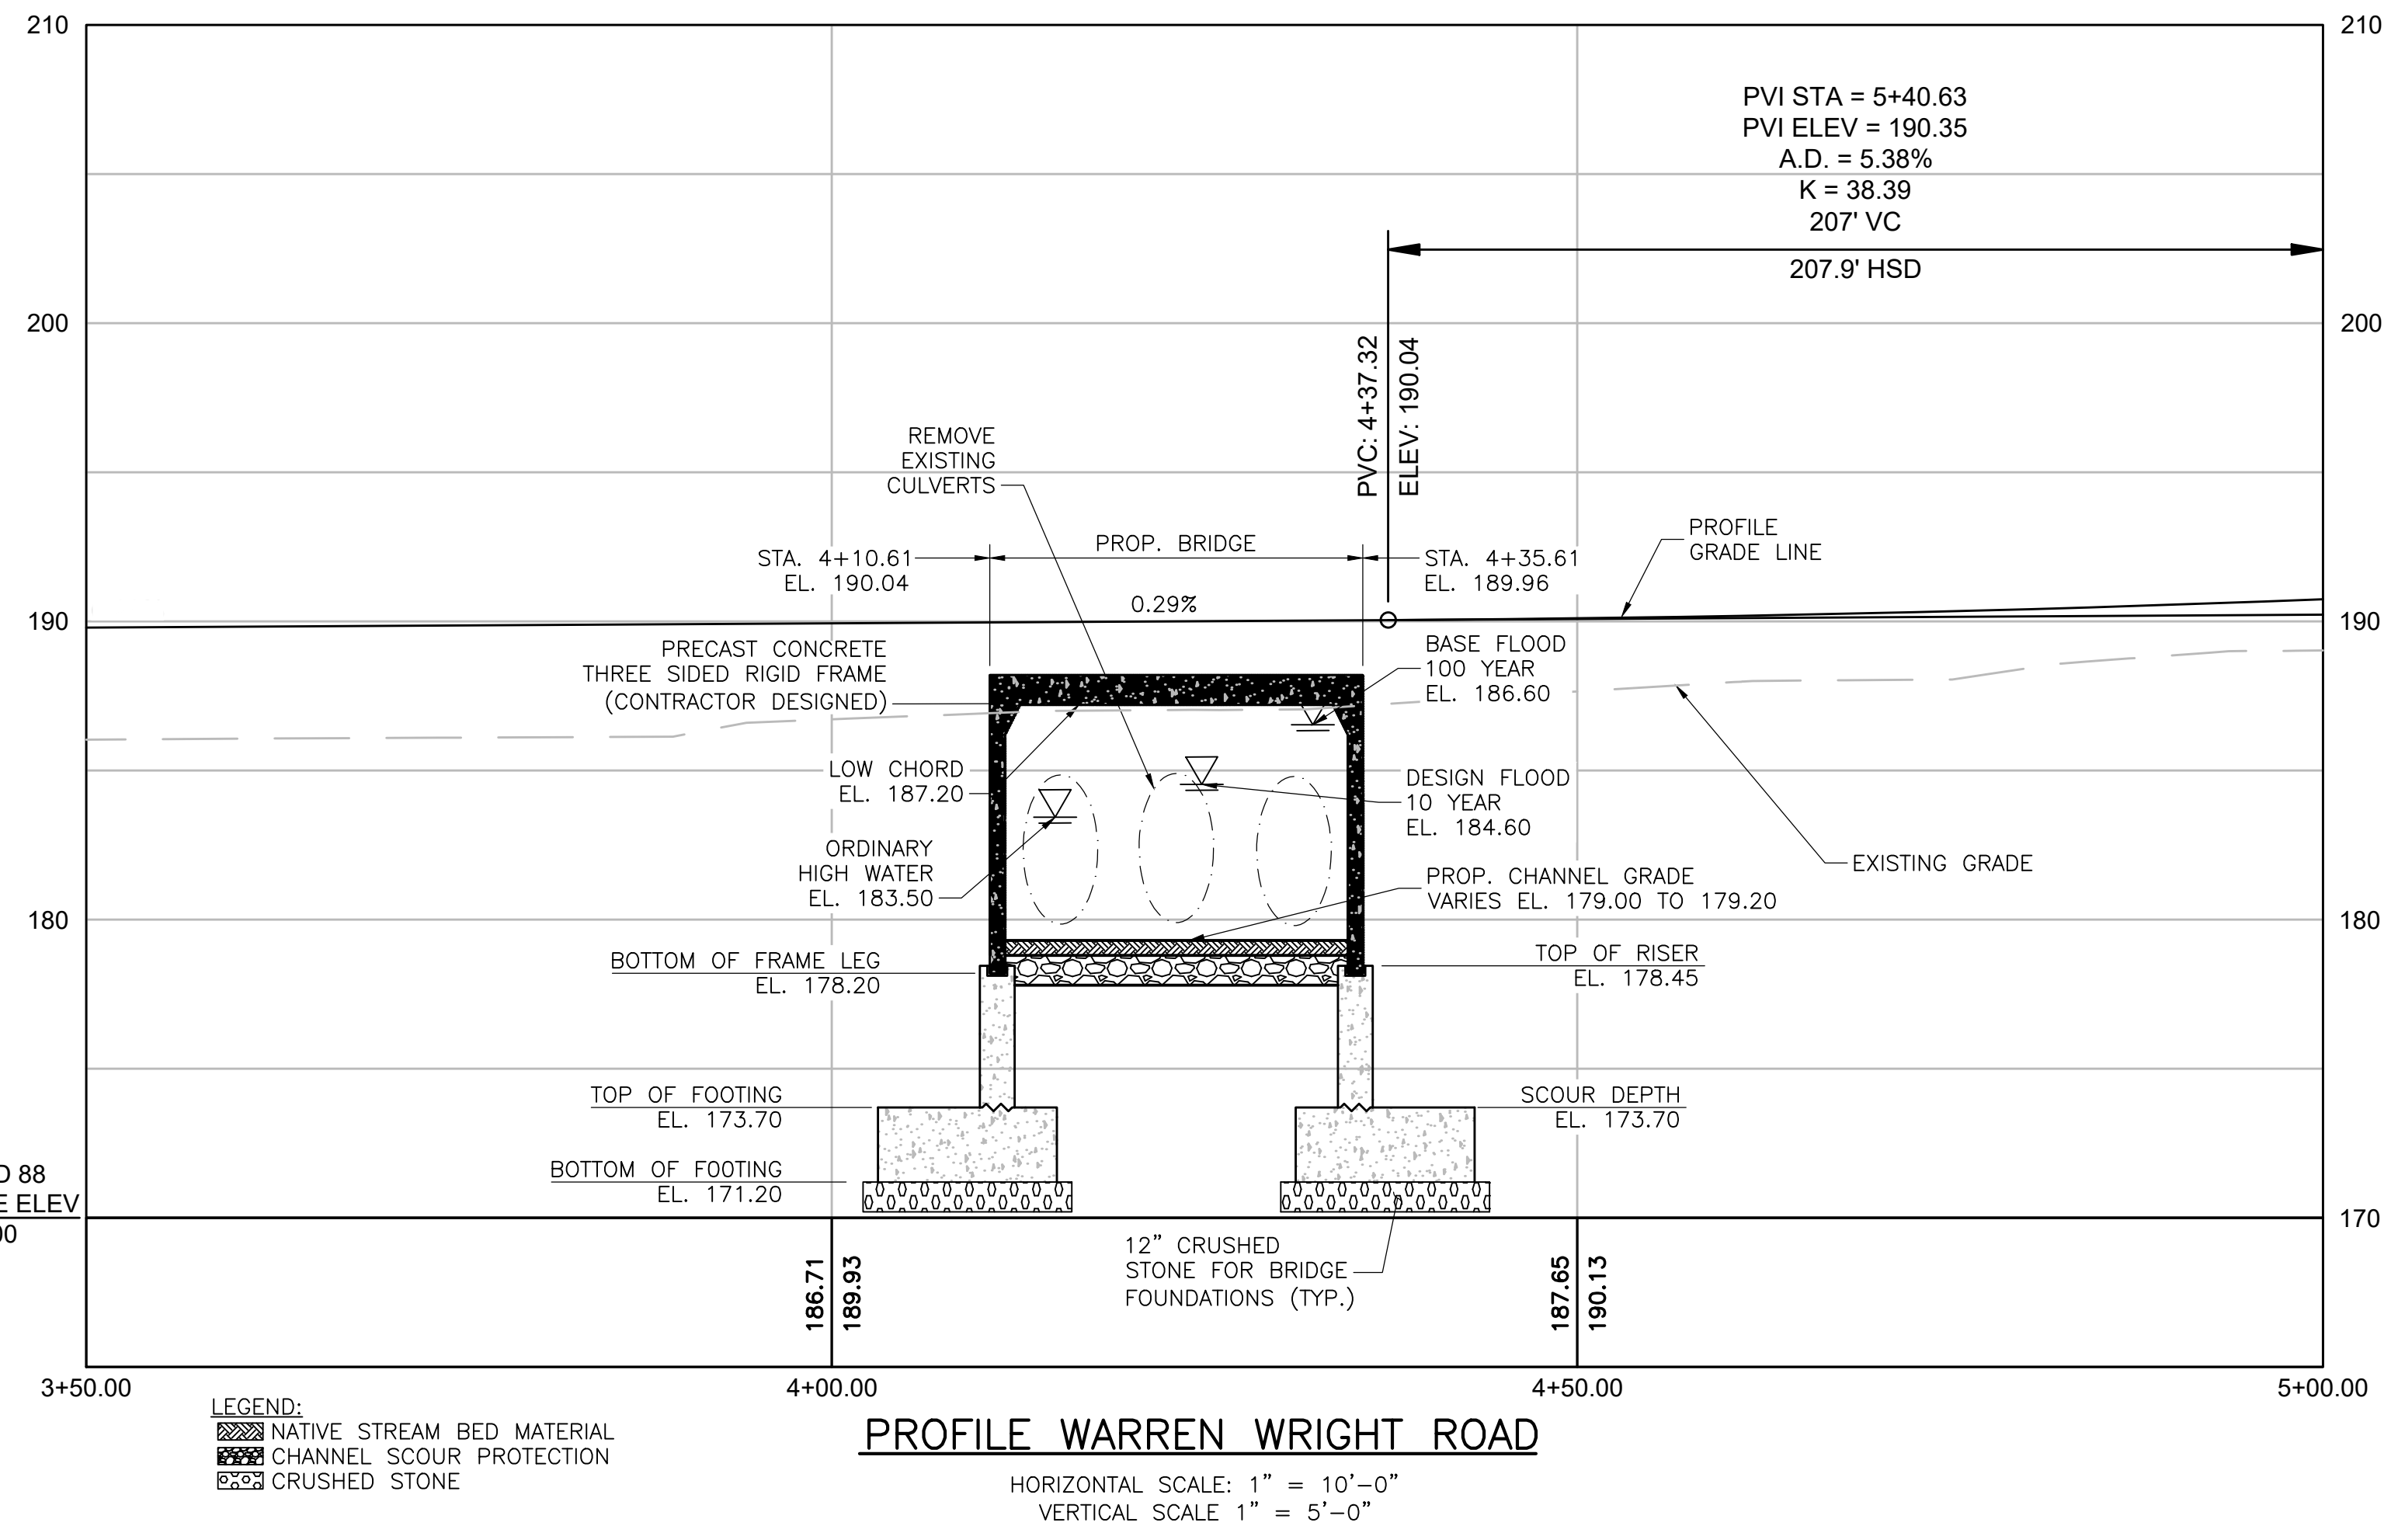 210
210
PVI STA = 5+40.63
PVI ELEV = 190.35
A.D. = 5.38%
K = 38.39
207' VC
207.9' HSD
200
200
PVC: 4+37.32
ELEV: 190.04
REMOVE
EXISTING
CULVERTS
PROFILE
GRADE LINE
PROP. BRIDGE
STA. 4+10.61
EL. 190.04
STA. 4+35.61
EL. 189.96
0.29%
190
190
PRECAST CONCRETE
THREE SIDED RIGID FRAME
(CONTRACTOR DESIGNED)
BASE FLOOD
100 YEAR
EL. 186.60
LOW CHORD
EL. 187.20
DESIGN FLOOD
10 YEAR
EL. 184.60
ORDINARY
HIGH WATER
EL. 183.50
EXISTING GRADE
PROP. CHANNEL GRADE
VARIES EL. 179.00 TO 179.20
180
180
BOTTOM OF FRAME LEG
EL. 178.20
TOP OF RISER
EL. 178.45
TOP OF FOOTING
EL. 173.70
SCOUR DEPTH
EL. 173.70
BOTTOM OF FOOTING
EL. 171.20
D 88
E ELEV
00
170
12" CRUSHED
STONE FOR BRIDGE
FOUNDATIONS (TYP.)
186.71
189.93
187.65
190.13
3+50.00
4+00.00
4+50.00
5+00.00
LEGEND:
NATIVE STREAM BED MATERIAL
CHANNEL SCOUR PROTECTION
CRUSHED STONE
PROFILE WARREN WRIGHT ROAD
HORIZONTAL SCALE: 1" = 10'-0"
VERTICAL SCALE 1" = 5'-0"